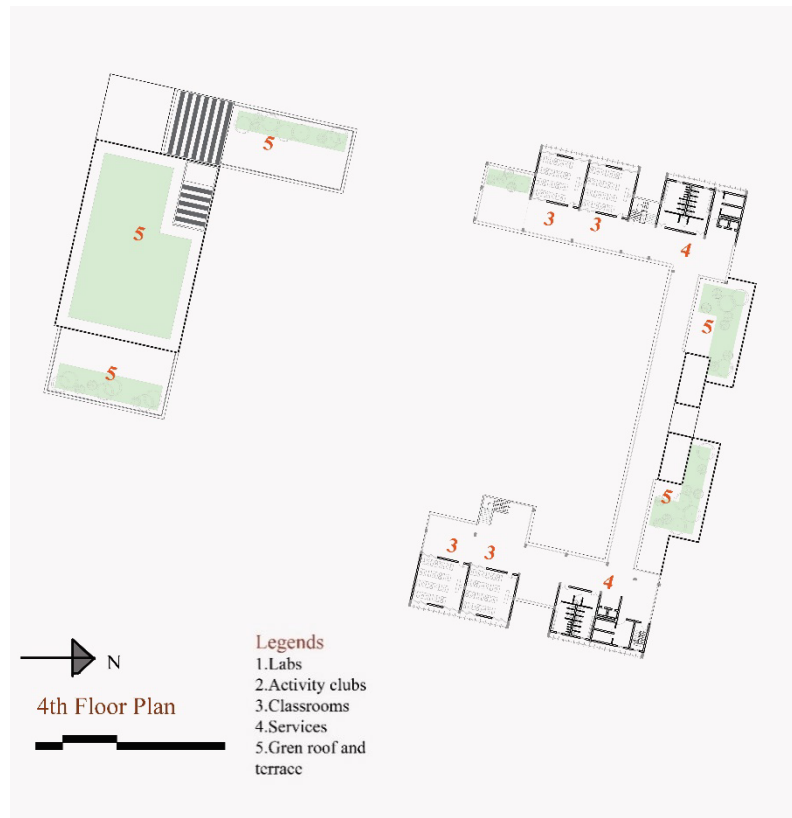 5
3
3
4
5
5
5
5
3
3
4
N
4th Floor Plan
Legends
1.Labs
2.Activity clubs
3.Classrooms
4.Services
5.Gren roof and
terrace